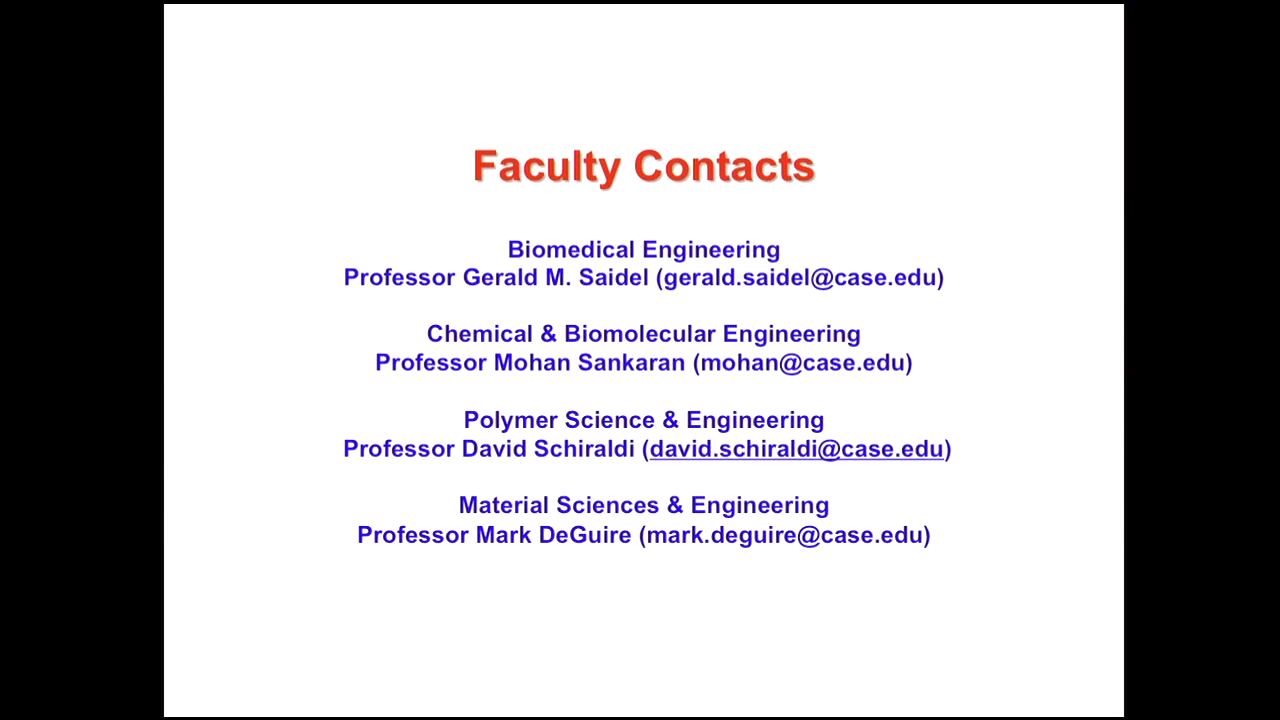 Faculty Contacts
Biomedical Engineering
Professor Gerald M. Saidel (gerald.saidel@case.edu)
Chemical & Biomolecular Engineering
Professor Mohan Sankaran (mohan@case.edu)
Polymer Science & Engineering
Professor David Schiraldi (david.schiraldi@case.edu)
Material Sciences & Engineering
Professor Mark DeGuire (mark.deguire@case.edu)